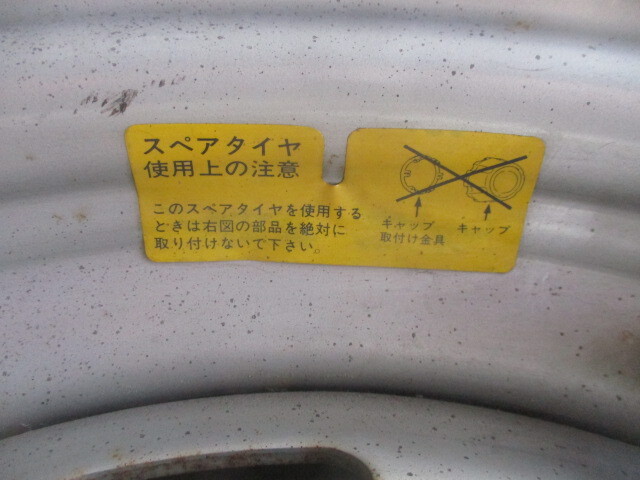 スペアタイヤ
使用上の注意
このスペアタイヤを使用する
ときは右図の部品を絶対に
取り付けないで下さい。
キャップ
取付け金具
キャップ